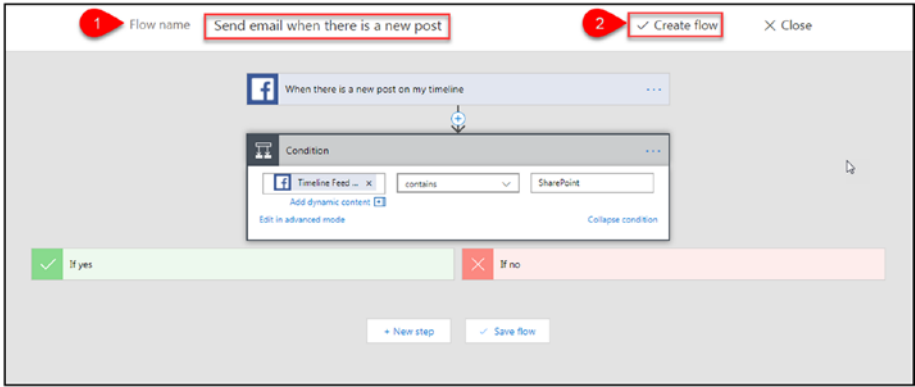 1 Flow name Send email when there is a new post 2 Create flow Close
When there is a new post on my timeline
Condition
Timeline Feed ... x contains SharePoint
Add dynamic content
Edit in advanced mode Collapse condition
If yes If no
+ New step Save flow